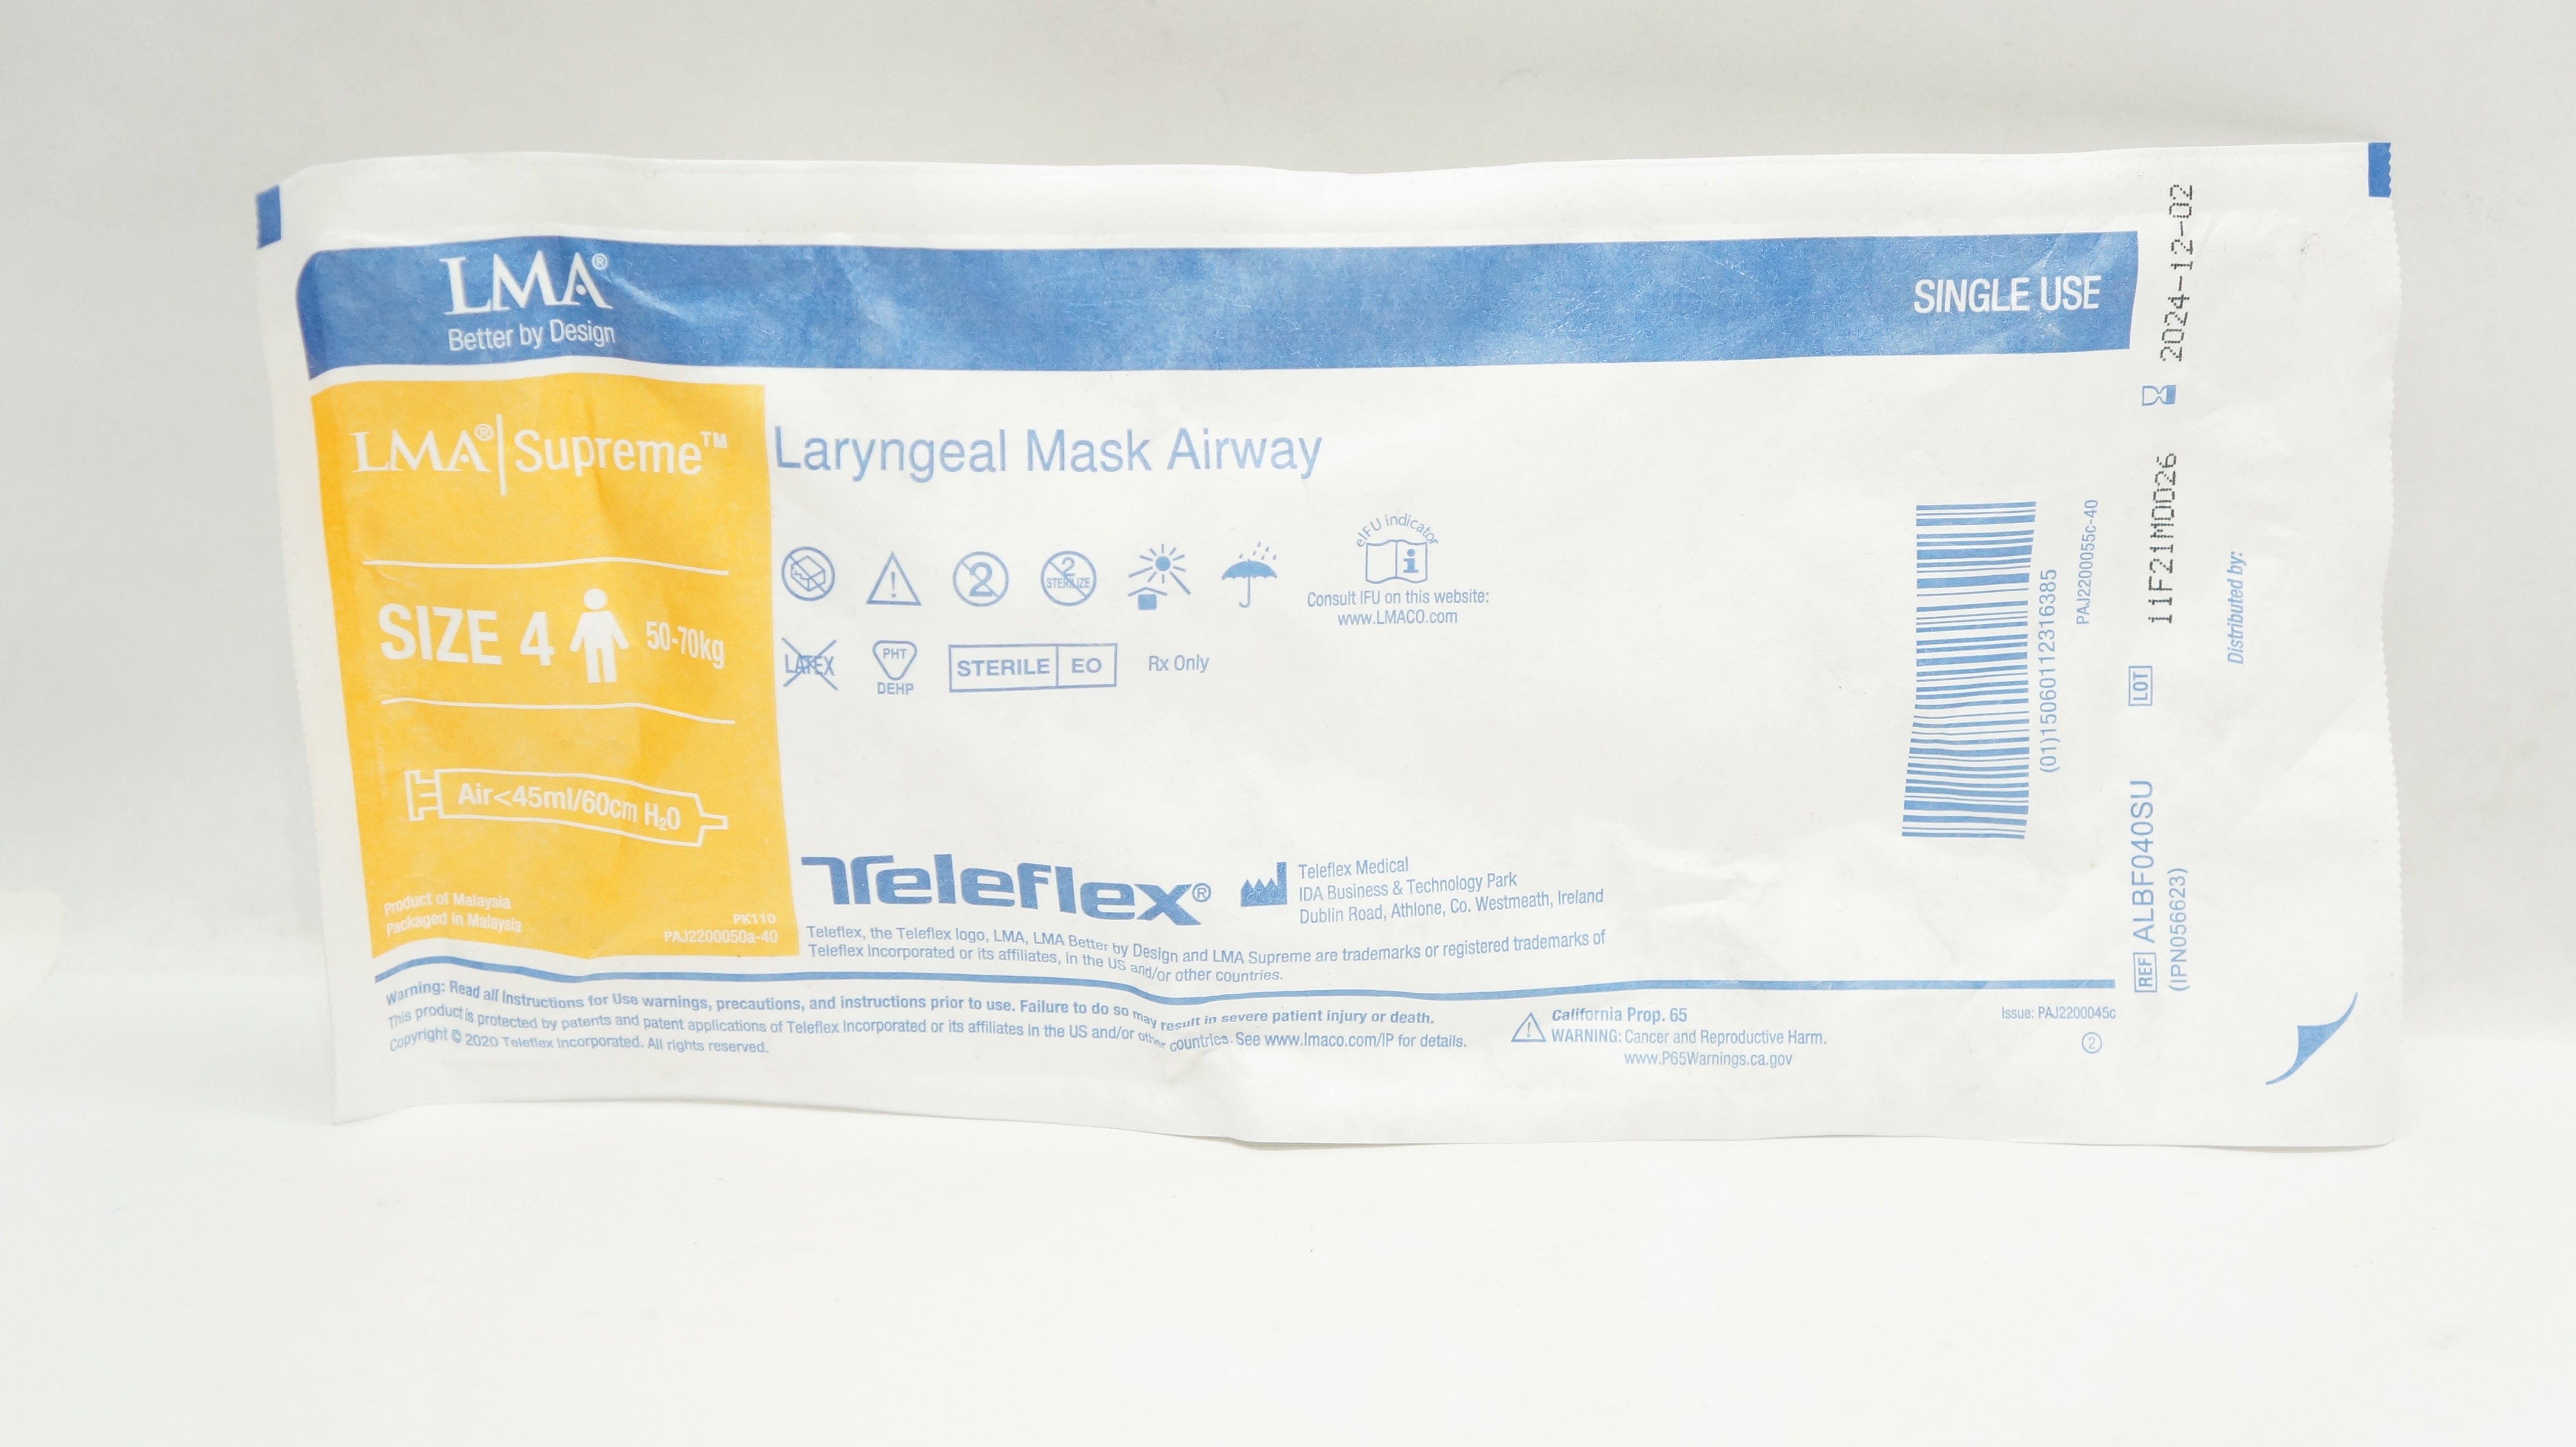 LMA®
Better by Design
SINGLE USE
LMA® Supreme™
Laryngeal Mask Airway
SIZE 4
50-70kg
Air<45ml/60cm H₂O
Product of Malaysia
Packaged in Malaysia
PK110
PAJ2200050a-40
2
2
STERILIZE
eIFU indicator
i
Consult IFU on this website:
www.LMACO.com
LATEX
PHT
DEHP
STERILE EO
Rx Only
Teleflex®
Teleflex Medical
IDA Business & Technology Park
Dublin Road, Athlone, Co. Westmeath, Ireland
Teleflex, the Teleflex logo, LMA, LMA Better by Design and LMA Supreme are trademarks or registered trademarks of
Teleflex Incorporated or its affiliates, in the US and/or other countries.
Warning: Read all Instructions for Use warnings, precautions, and instructions prior to use. Failure to do so may result in severe patient injury or death.
This product is protected by patents and patent applications of Teleflex Incorporated or its affiliates in the US and/or other countries. See www.lmaco.com/IP for details.
Copyright © 2020 Teleflex Incorporated. All rights reserved.
California Prop. 65
WARNING: Cancer and Reproductive Harm.
www.P65Warnings.ca.gov
Issue: PAJ2200045c
2
(01)15060112316385
PAJ2200055c-40
REF ALBF040SU
(IPN056623)
LOT 11F21M0026
2024-12-02
Distributed by: